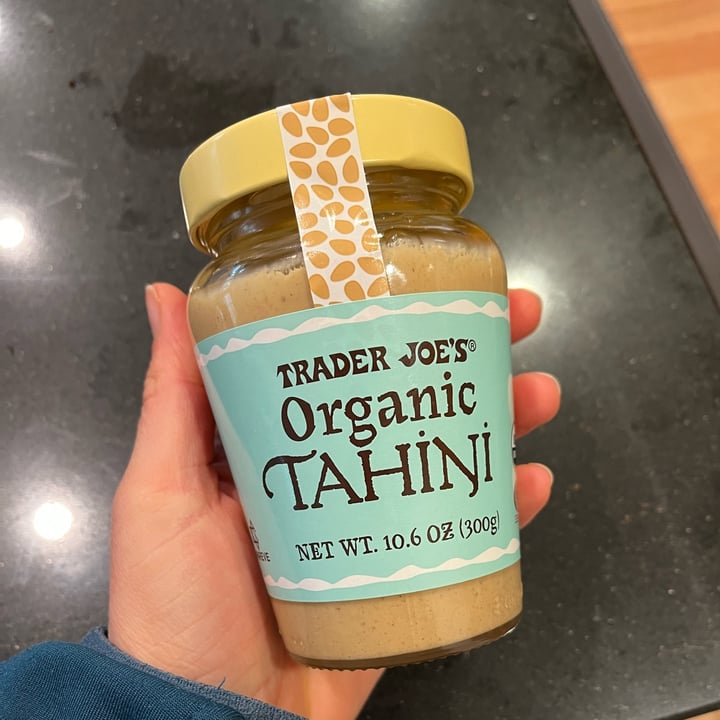 TRADER JOE'S®
Organic
TAHINI
NET WT. 10.6 OZ (300g)